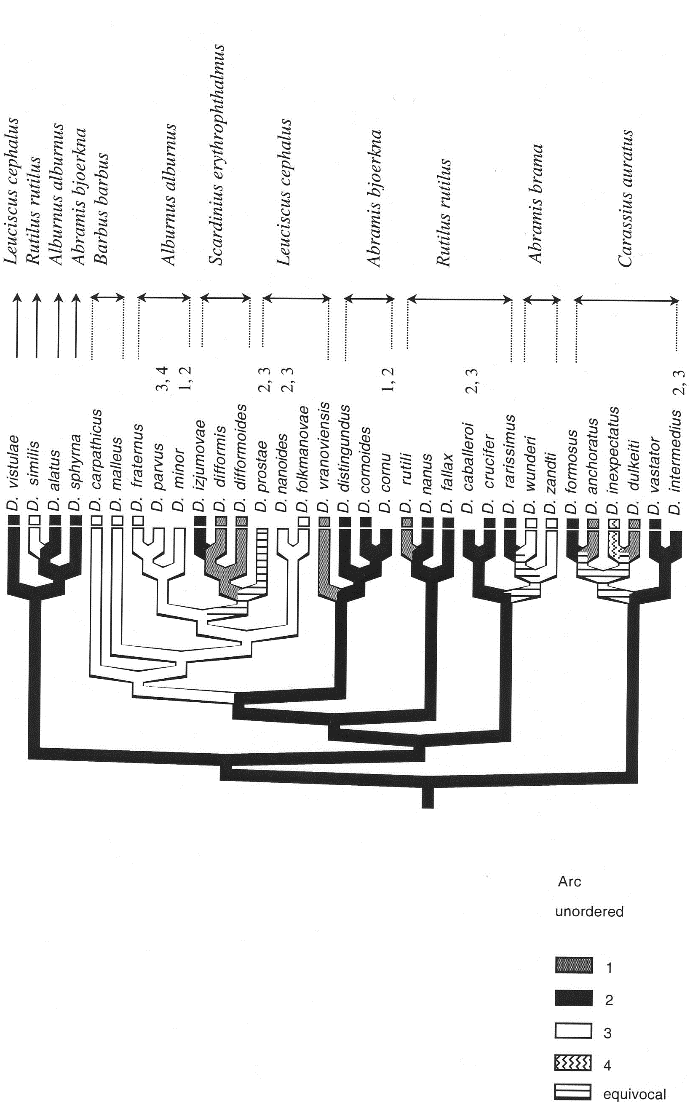 Leuciscus cephalus
Rutilus rutilus
Alburnus alburnus
Abramis bjoerkna
Barbus barbus
Alburnus alburnus
Scardinius erythrophthalmus
Leuciscus cephalus
Abramis bjoerkna
Rutilus rutilus
Abramis brama
Carassius auratus
3, 4
1, 2
2, 3
2, 3
1, 2
2, 3
2, 3
D. vistulae
D. similis
D. alatus
D. sphyrna
D. carpathicus
D. malleus
D. fraternus
D. parvus
D. minor
D. izjumovae
D. difformis
D. difformoides
D. prostae
D. nanoides
D. folkmanovae
D. vranoviensis
D. distingundus
D. cornoides
D. cornu
D. rutili
D. nanus
D. fallax
D. caballeroi
D. crucifer
D. rarissimus
D. wunderi
D. zandti
D. formosus
D. anchoratus
D. inexpectatus
D. dulkeiti
D. vastator
D. intermedius
Arc
unordered
1
2
3
4
equivocal